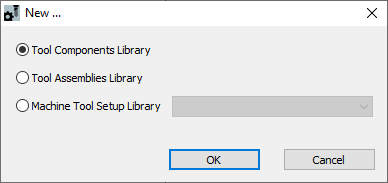 New ...
Tool Components Library
Tool Assemblies Library
Machine Tool Setup Library
OK
Cancel